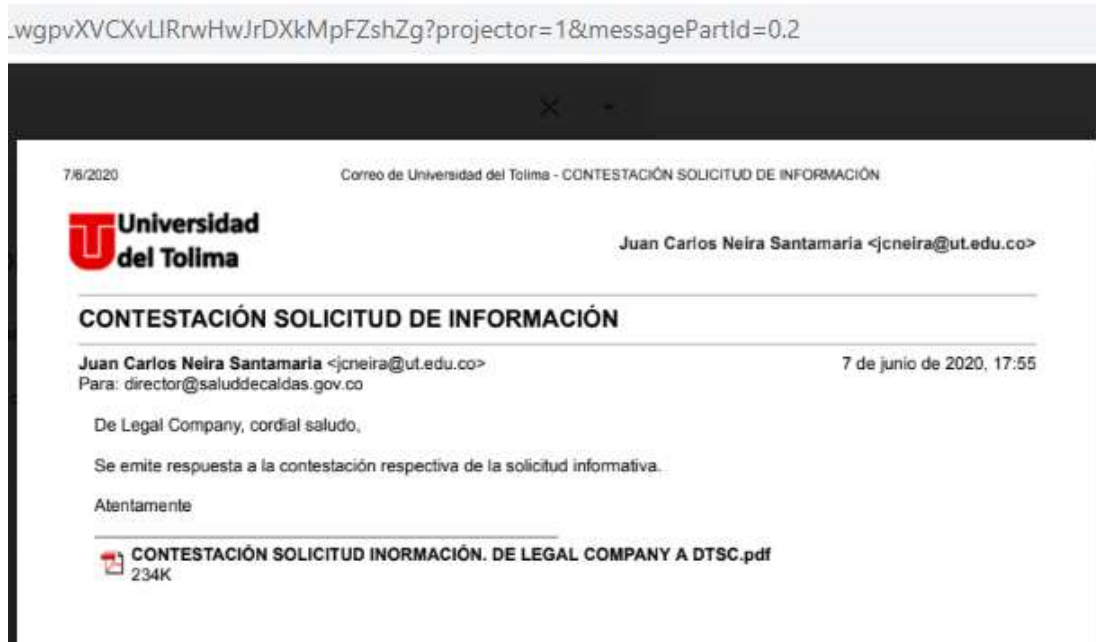 .wgpvXVCXvLlRrwHwJrDXkMpFZshZg?projector=1&messagePartId=0.2
7/6/2020 Correo de Universidad del Tolima - CONTESTACIÓN SOLICITUD DE INFORMACIÓN
Universidad
del Tolima
Juan Carlos Neira Santamaria <jcneira@ut.edu.co>
CONTESTACIÓN SOLICITUD DE INFORMACIÓN
Juan Carlos Neira Santamaria <jcneira@ut.edu.co> 7 de junio de 2020, 17:55
Para: director@saluddecaldas.gov.co
De Legal Company, cordial saludo,
Se emite respuesta a la contestación respectiva de la solicitud informativa.
Atentamente
CONTESTACIÓN SOLICITUD INORMACIÓN. DE LEGAL COMPANY A DTSC.pdf
234K